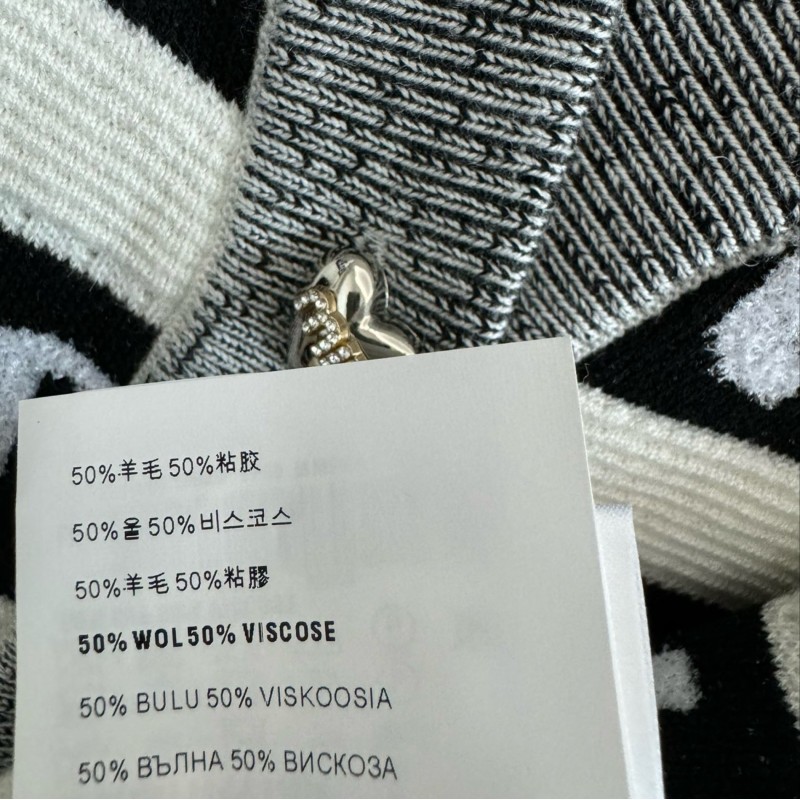 50%羊毛 50%粘胶
50%울 50%비스코스
50%羊毛 50%粘膠
50% WOL 50% VISCOSE
50% BULU 50% VISKOOSIA
50% ВЪЛНА 50% ВИСКОЗА